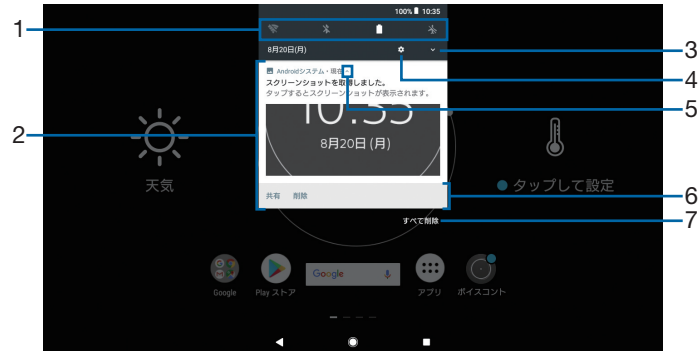 100% 10:35
1
8月20日(月)
3
4
Androidシステム・現在
スクリーンショットを取得しました。
タップするとスクリーンショットが表示されます。
5
10:35
2
8月20日 (月)
天気
タップして設定
共有 削除
6
すべて削除
7
Google
Google
Play ストア
アプリ
ボイスコント